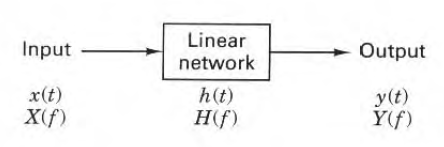 Input
Linear
network
Output
x(t)
X(f)
h(t)
H(f)
y(t)
Y(f)